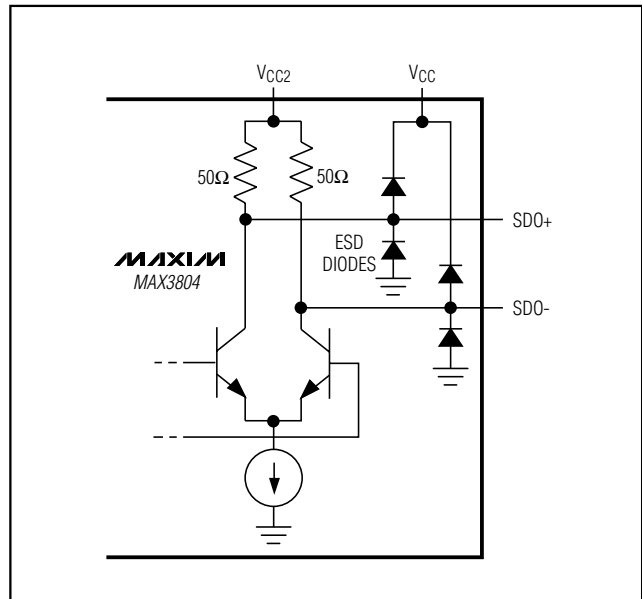 VCC2
VCC
50Ω
50Ω
SDO+
ESD
DIODES
MAXIM
MAX3804
SDO-